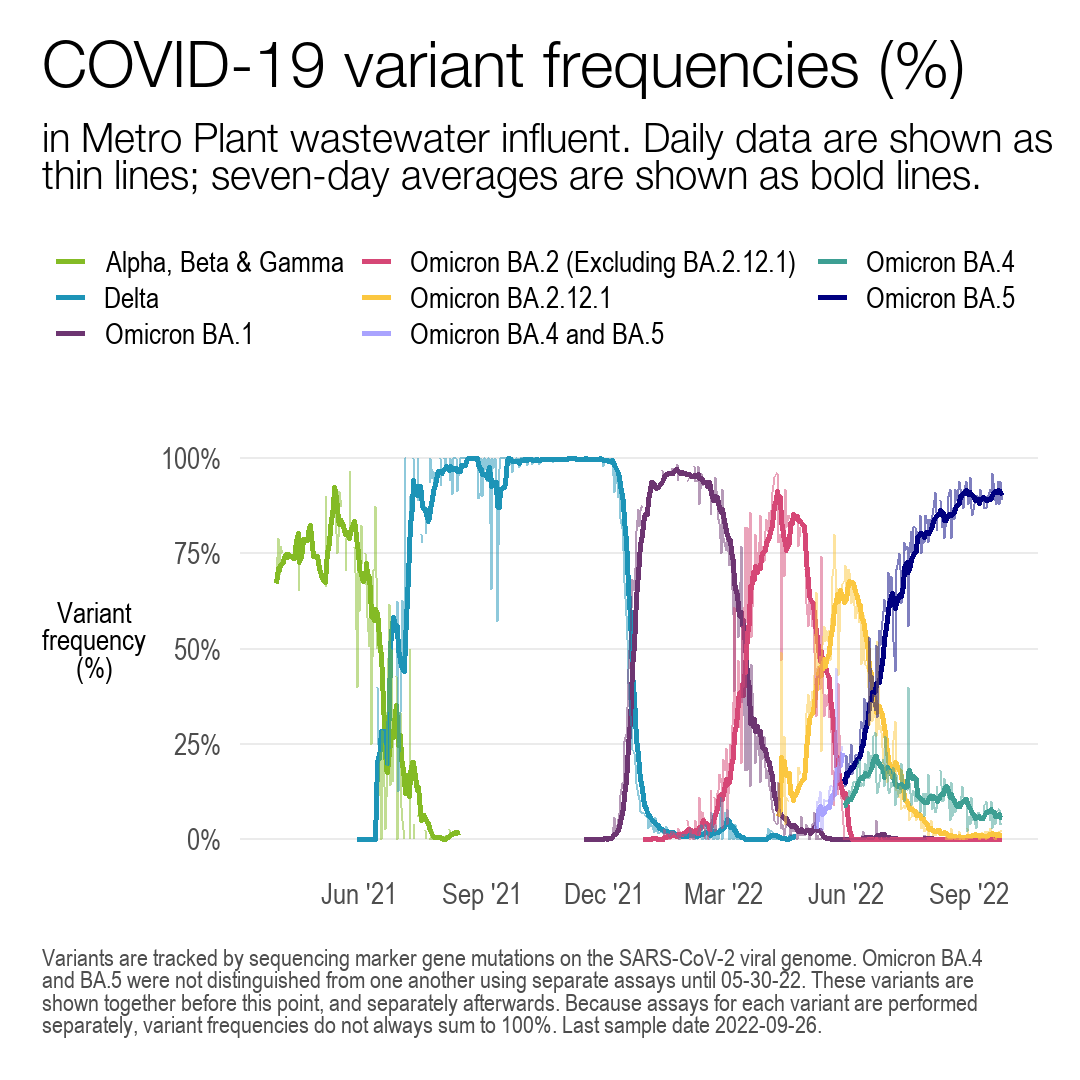 COVID-19 variant frequencies (%)
in Metro Plant wastewater influent. Daily data are shown as
thin lines; seven-day averages are shown as bold lines.
Alpha, Beta & Gamma
Delta
Omicron BA.1
Omicron BA.2 (Excluding BA.2.12.1)
Omicron BA.2.12.1
Omicron BA.4 and BA.5
Omicron BA.4
Omicron BA.5
Variant
frequency
(%)
100%
75%
50%
25%
0%
Jun '21
Sep '21
Dec '21
Mar '22
Jun '22
Sep '22
Variants are tracked by sequencing marker gene mutations on the SARS-CoV-2 viral genome. Omicron BA.4
and BA.5 were not distinguished from one another using separate assays until 05-30-22. These variants are
shown together before this point, and separately afterwards. Because assays for each variant are performed
separately, variant frequencies do not always sum to 100%. Last sample date 2022-09-26.